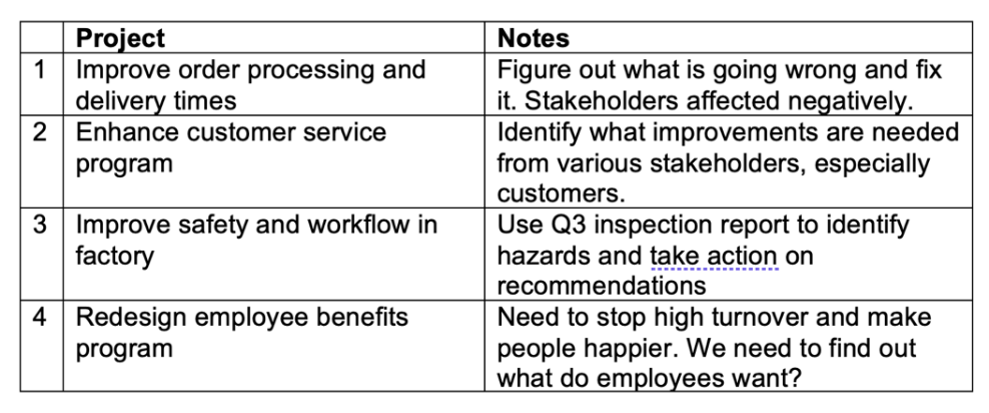 Project Notes
1 Improve order processing and Figure out what is going wrong and fix
delivery times it. Stakeholders affected negatively.
2 Enhance customer service Identify what improvements are needed
program from various stakeholders, especially
customers.
3 Improve safety and workflow in Use Q3 inspection report to identify
factory hazards and take action on
recommendations
4 Redesign employee benefits Need to stop high turnover and make
program people happier. We need to find out
what do employees want?